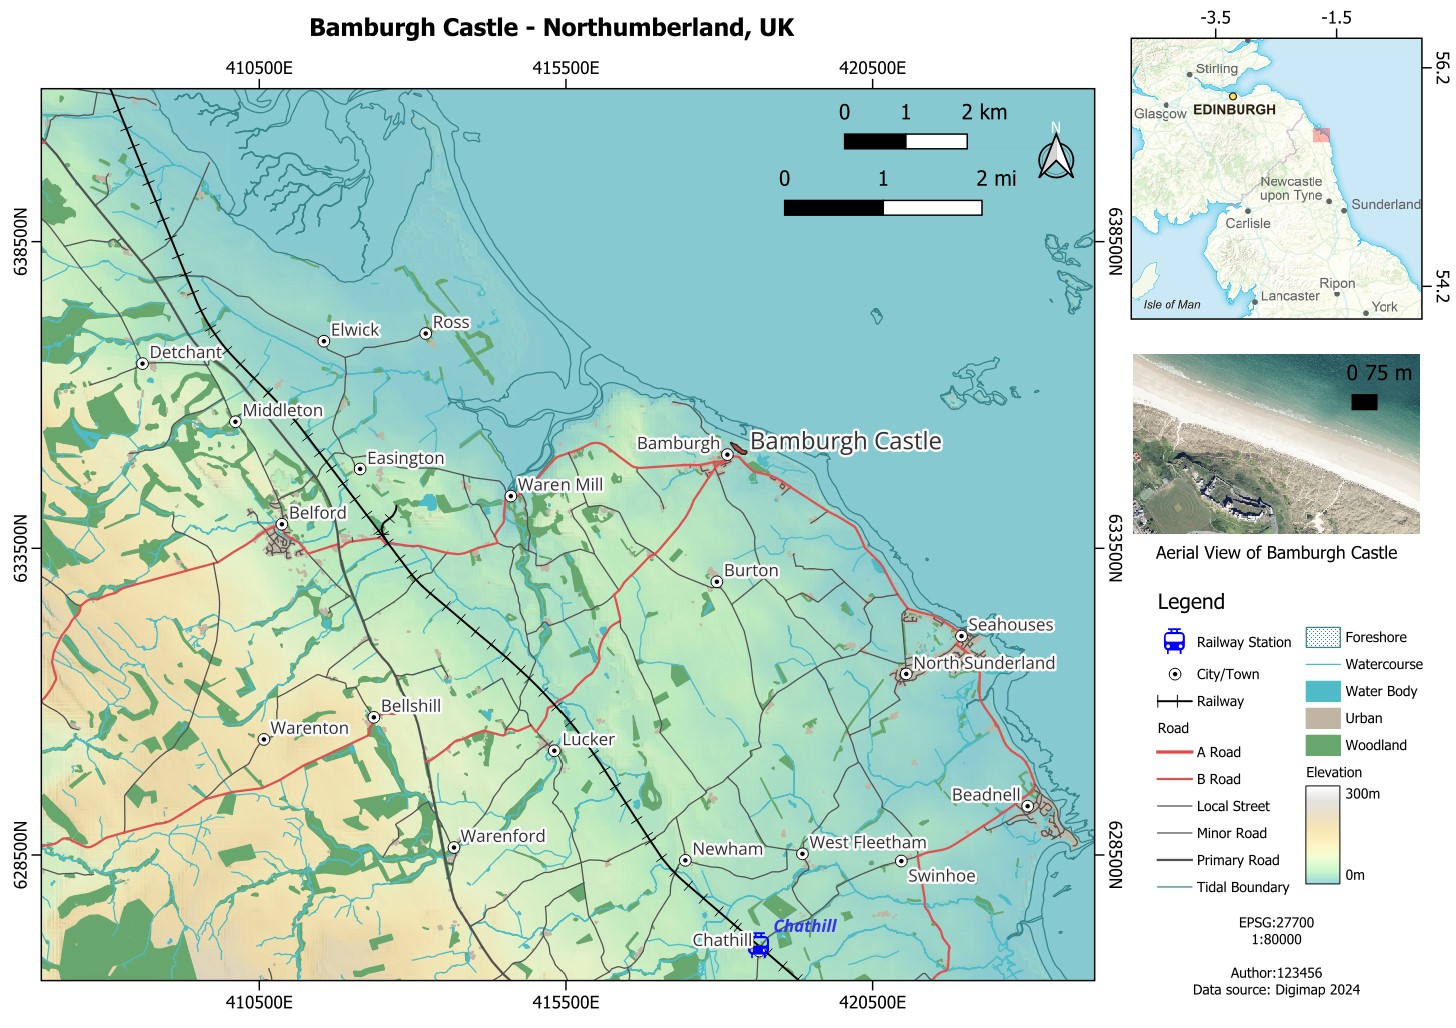 Bamburgh Castle - Northumberland, UK
410500E
415500E
420500E
638500N
633500N
628500N
0 1 2 km
N
0 1 2 mi
Elwick
Ross
Detchant
Middleton
Easington
Bamburgh
Bamburgh Castle
Waren Mill
Belford
Burton
Seahouses
North Sunderland
Bellshill
Warenton
Lucker
Beadnell
Warenford
Newham
West Fleetham
Swinhoe
Chathill
Chathill
638500N
633500N
628500N
410500E
415500E
420500E
-3.5
-1.5
56.2
54.2
Stirling
Glasgow
EDINBURGH
Newcastle
upon Tyne
Sunderland
Carlisle
Ripon
Lancaster
Isle of Man
York
0 75 m
Aerial View of Bamburgh Castle
Legend
Railway Station
City/Town
Railway
Road
A Road
B Road
Local Street
Minor Road
Primary Road
Tidal Boundary
Foreshore
Watercourse
Water Body
Urban
Woodland
Elevation
300m
0m
EPSG:27700
1:80000
Author:123456
Data source: Digimap 2024